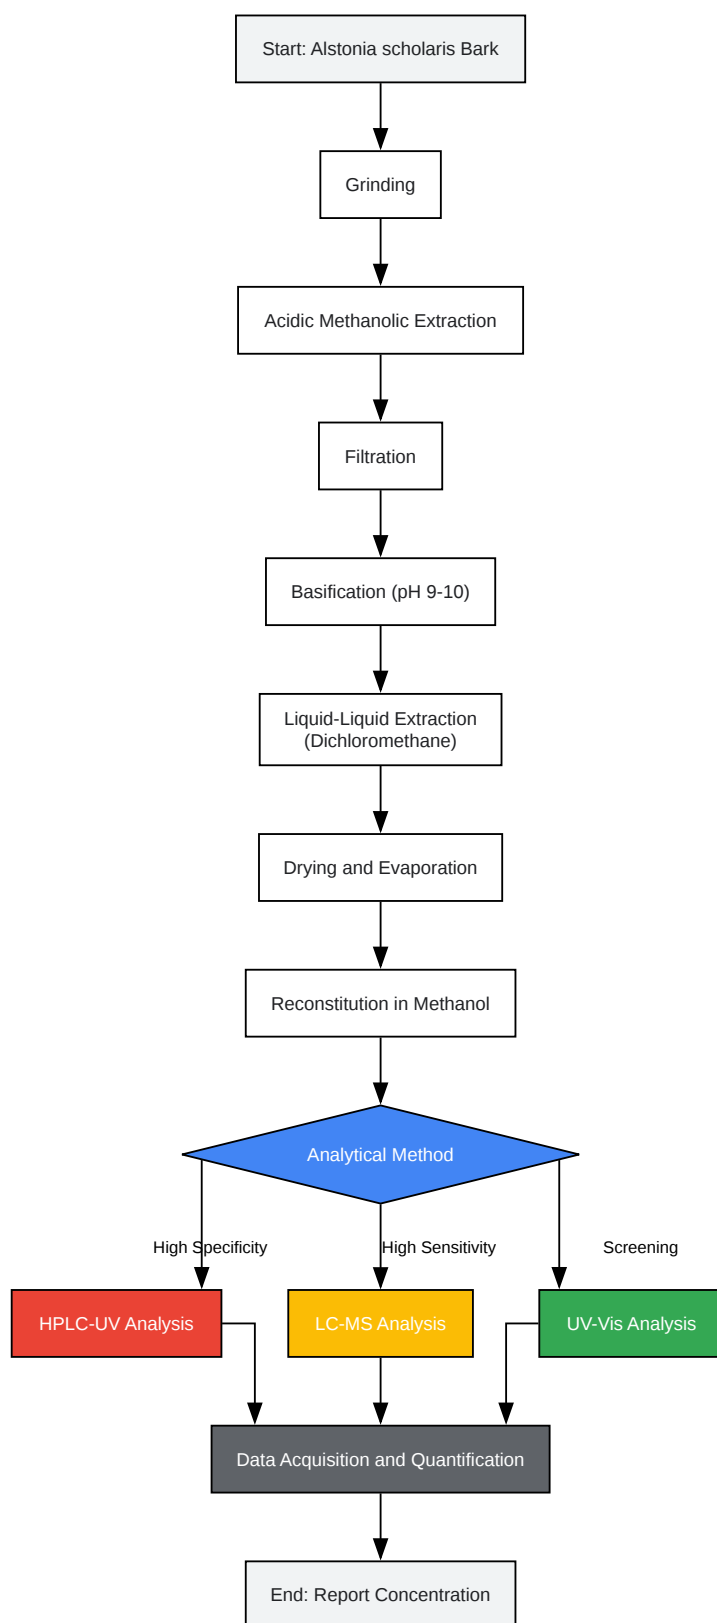 Start: Alstonia scholaris Bark
Grinding
Acidic Methanolic Extraction
Filtration
Basification (pH 9-10)
Liquid-Liquid Extraction
(Dichloromethane)
Drying and Evaporation
Reconstitution in Methanol
Analytical Method
High Specificity
High Sensitivity
Screening
HPLC-UV Analysis
LC-MS Analysis
UV-Vis Analysis
Data Acquisition and Quantification
End: Report Concentration